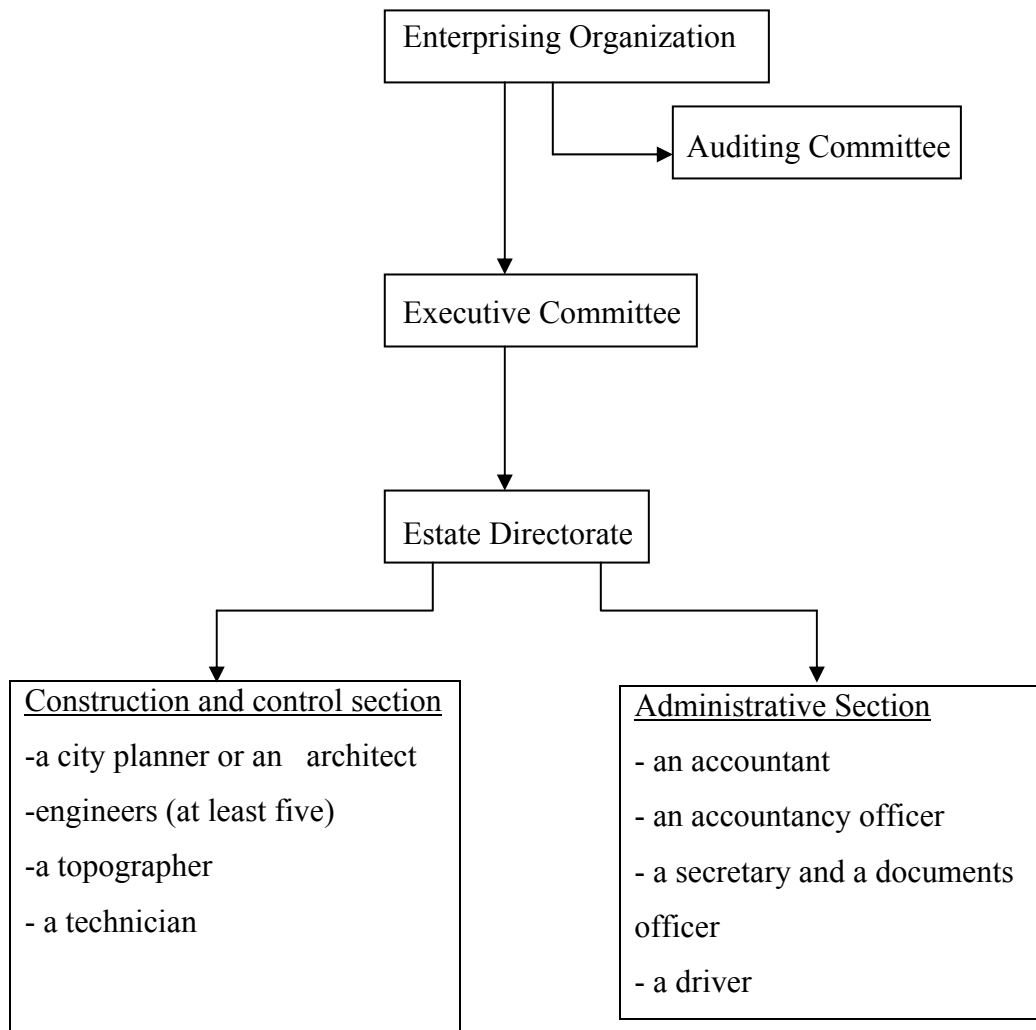 Enterprising Organization
Auditing Committee
Executive Committee
Estate Directorate
Construction and control section
-a city planner or an architect
-engineers (at least five)
-a topographer
- a technician
Administrative Section
- an accountant
- an accountancy officer
- a secretary and a documents
officer
- a driver